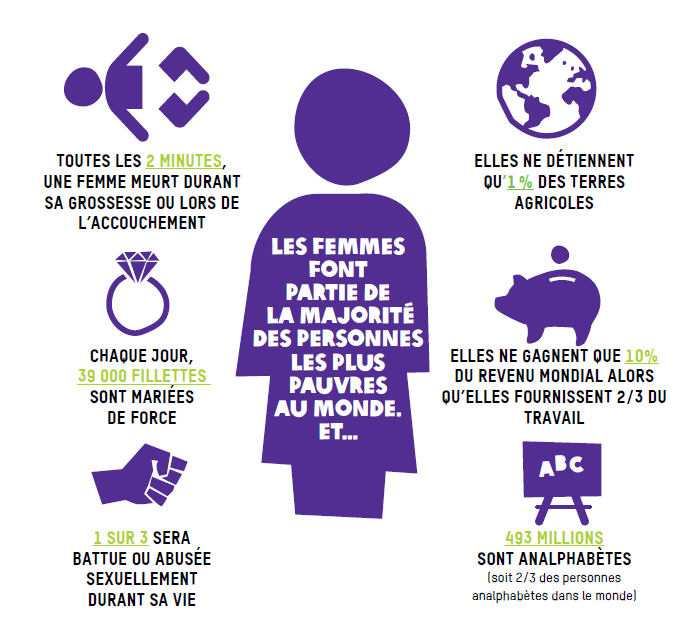 TOUTES LES 2 MINUTES,
UNE FEMME MEURT DURANT
SA GROSSESSE OU LORS DE
L'ACCOUCHEMENT
CHAQUE JOUR,
39 000 FILLETTES
SONT MARIÉES
DE FORCE
1 SUR 3 SERA
BATTUE OU ABUSÉE
SEXUELLEMENT
DURANT SA VIE
LES FEMMES
FONT
PARTIE DE
LA MAJORITÉ
DES PERSONNES
LES PLUS
PAUVRES
AU MONDE.
ET...
ELLES NE DÉTIENNENT
QU'1 % DES TERRES
AGRICOLES
ELLES NE GAGNENT QUE 10%
DU REVENU MONDIAL ALORS
QU'ELLES FOURNISSENT 2/3 DU
TRAVAIL
ABC
493 MILLIONS
SONT ANALPHABÈTES
(soit 2/3 des personnes
analphabètes dans le monde)